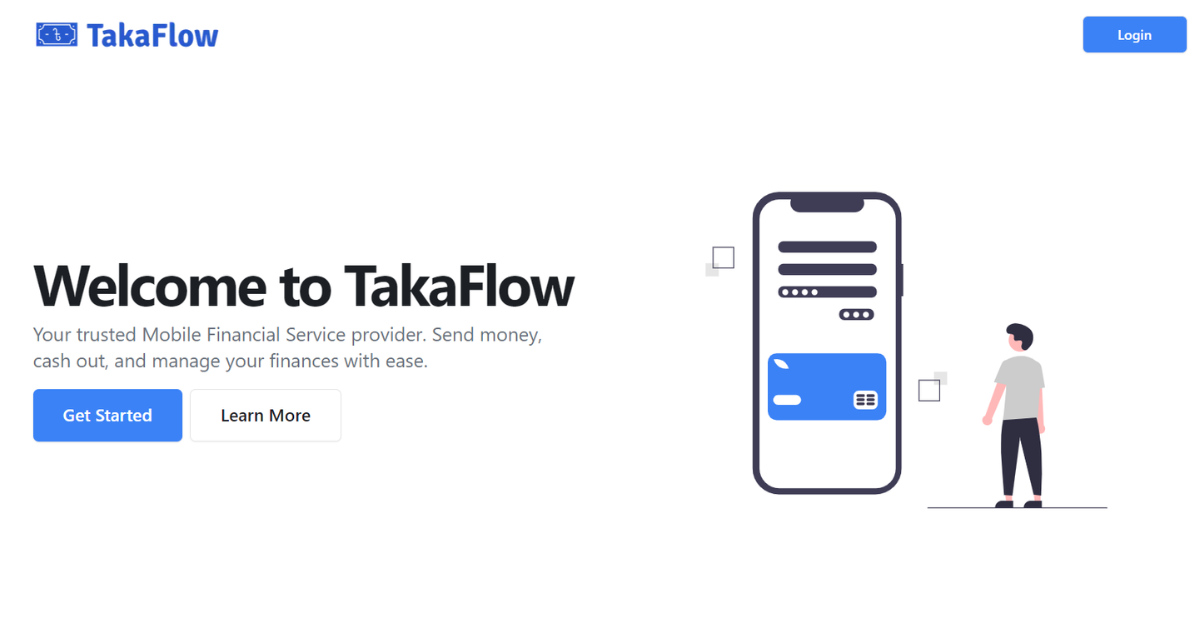 TakaFlow
Login
Welcome to TakaFlow
Your trusted Mobile Financial Service provider. Send money,
cash out, and manage your finances with ease.
Get Started
Learn More